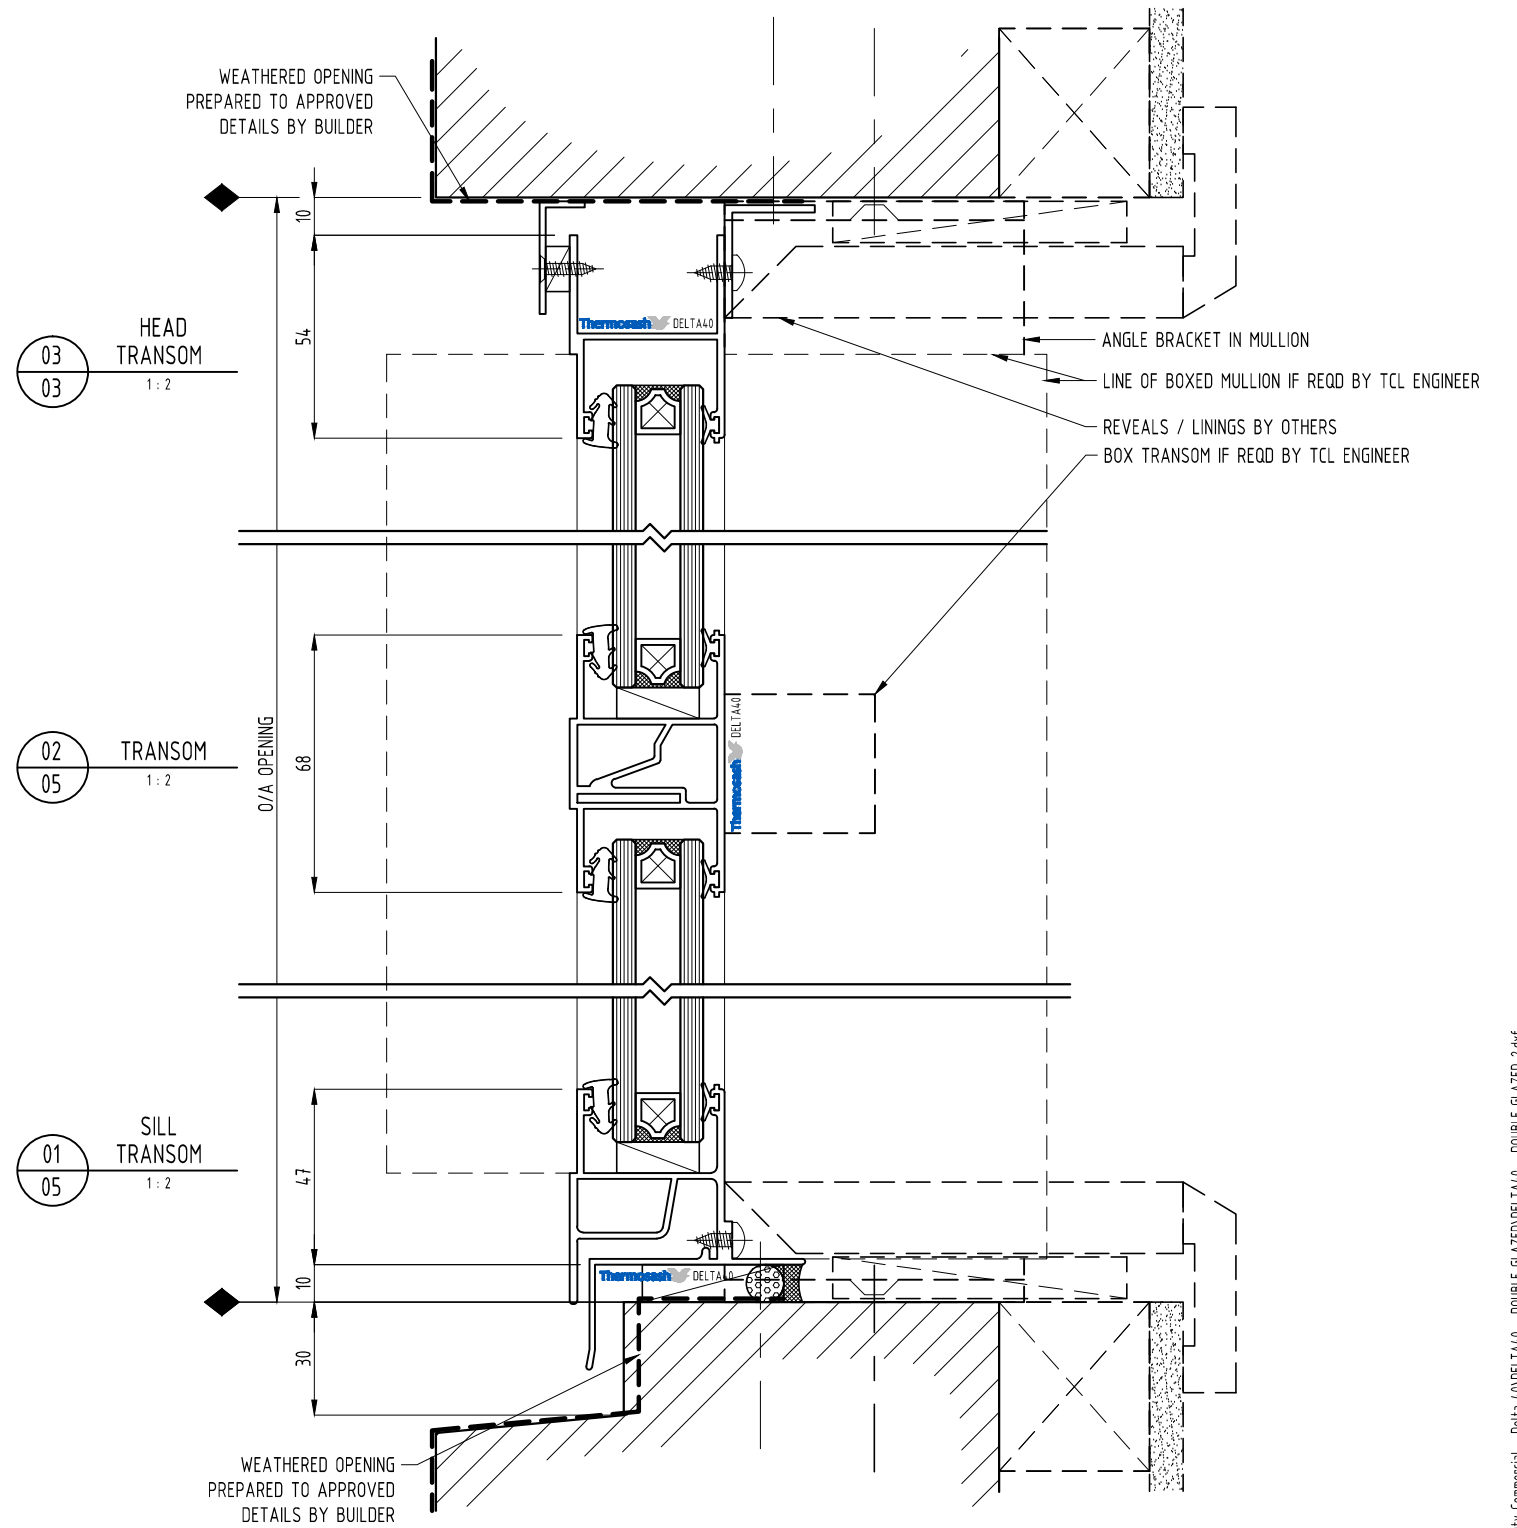 WEATHERED OPENING
PREPARED TO APPROVED
DETAILS BY BUILDER
10
54
Thermosash DELTA40
HEAD
TRANSOM
1 : 2
03
03
ANGLE BRACKET IN MULLION
LINE OF BOXED MULLION IF REQD BY TCL ENGINEER
REVEALS / LININGS BY OTHERS
BOX TRANSOM IF REQD BY TCL ENGINEER
02
05
TRANSOM
1 : 2
O/A OPENING
68
Thermosash DELTA40
01
05
SILL
TRANSOM
1 : 2
47
10
Thermosash DELTA40
30
WEATHERED OPENING
PREPARED TO APPROVED
DETAILS BY BUILDER